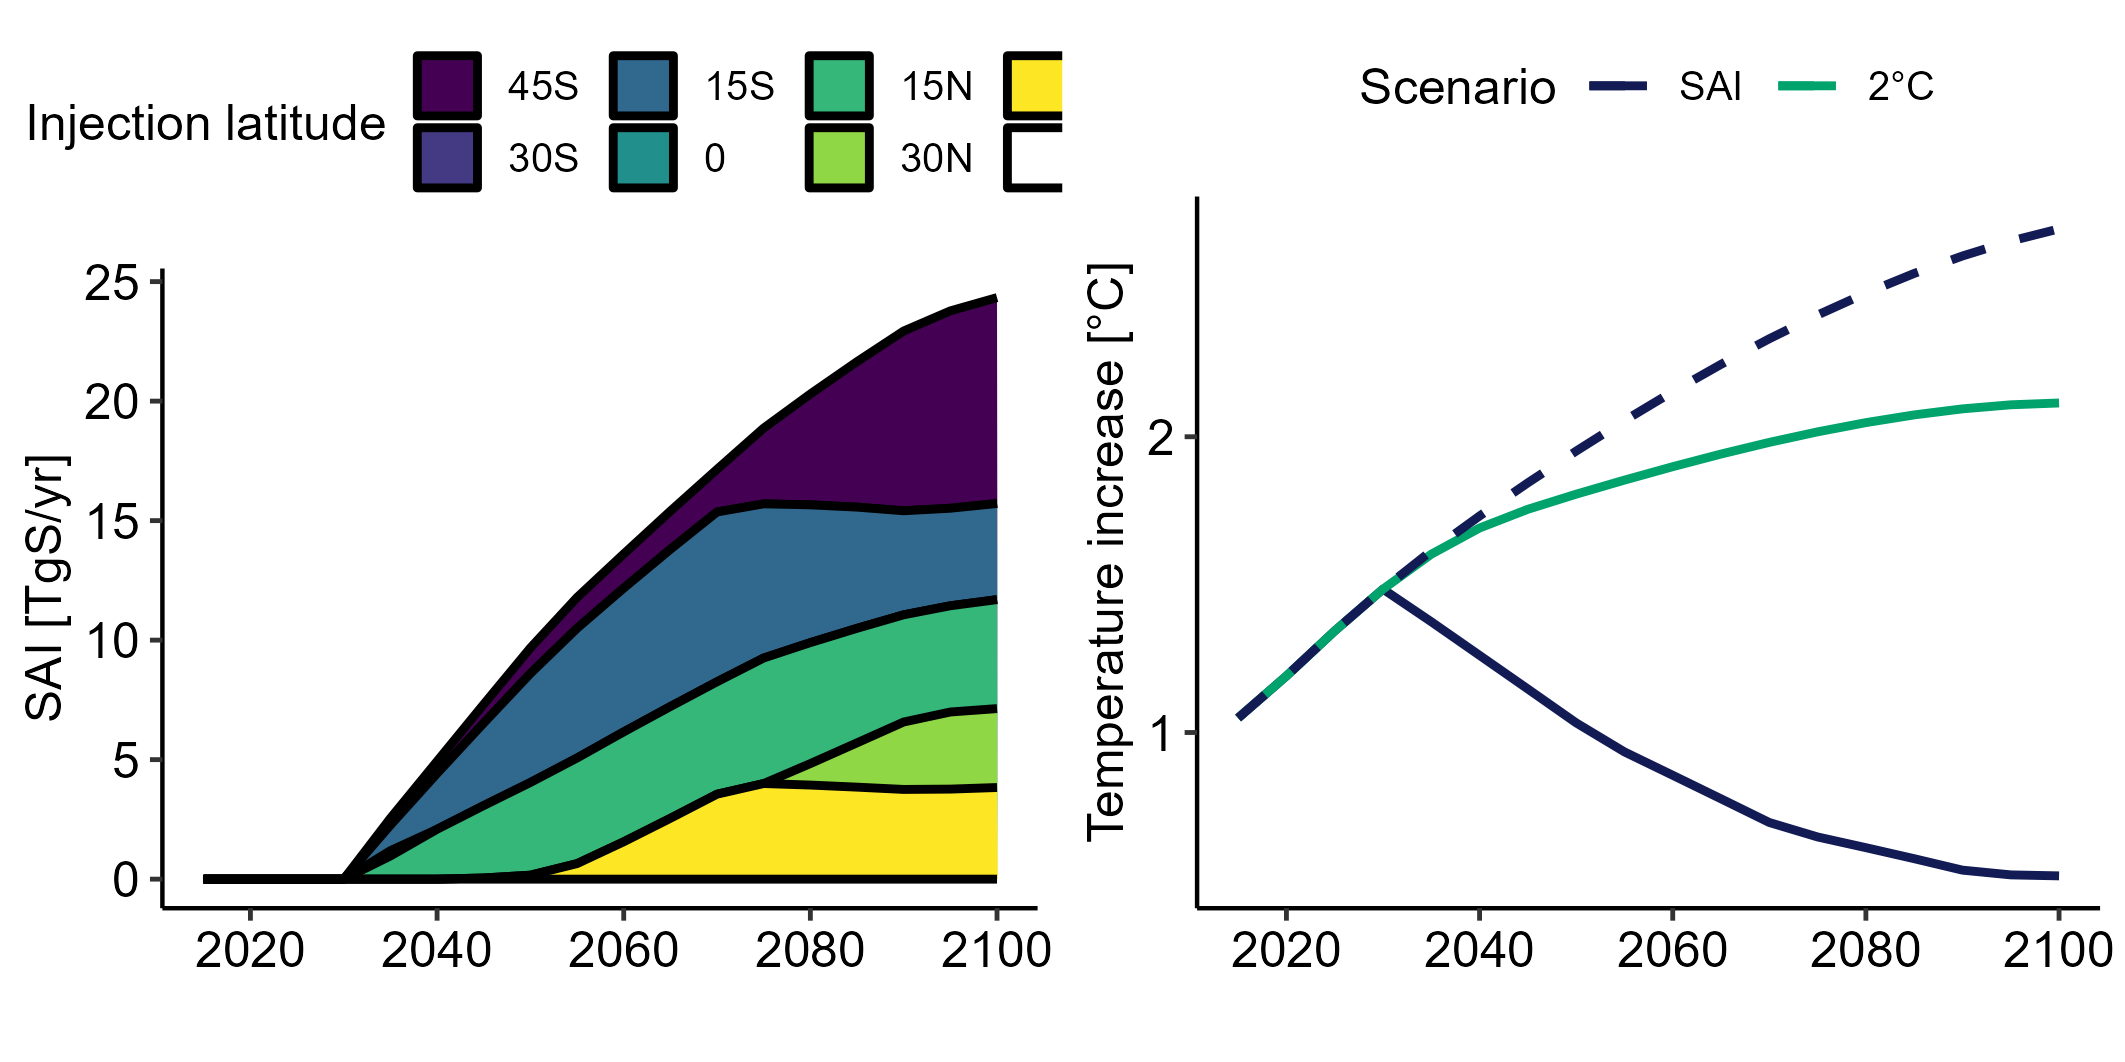 Injection latitude
45S 15S 15N
30S 0 30N
SAI [TgS/yr]
25
20
15
10
5
0
2020 2040 2060 2080 2100
Scenario SAI 2°C
Temperature increase [°C]
2
1
2020 2040 2060 2080 2100